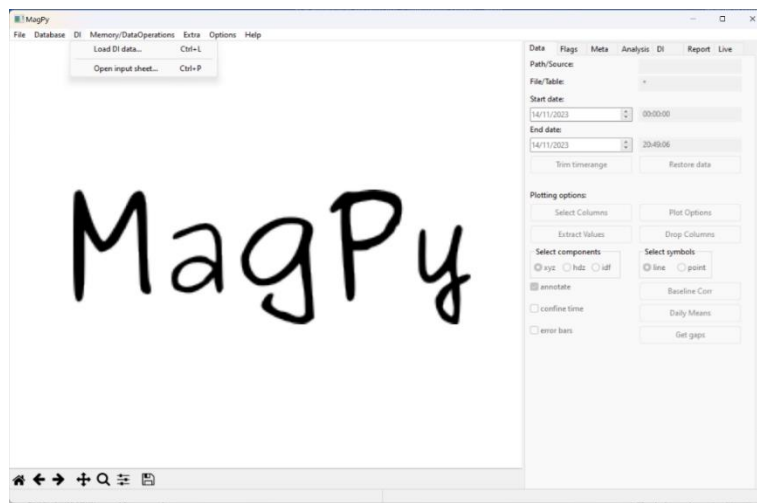 MagPy
File Database DI Memory/DataOperations Extra Options Help
Load DI data... Ctrl+L
Open input sheet... Ctrl+P
MagPy
Data Flags Meta Analysis DI Report Live
Path/Source:
File/Table: *
Start date:
14/11/2023 00:00:00
End date:
14/11/2023 20:49:06
Trim timerange Restore data
Plotting options:
Select Columns Plot Options
Extract Values Drop Columns
Select components Select symbols
xyz hdz idf line point
annotate Baseline Corr
confine time Daily Means
error bars Get gaps